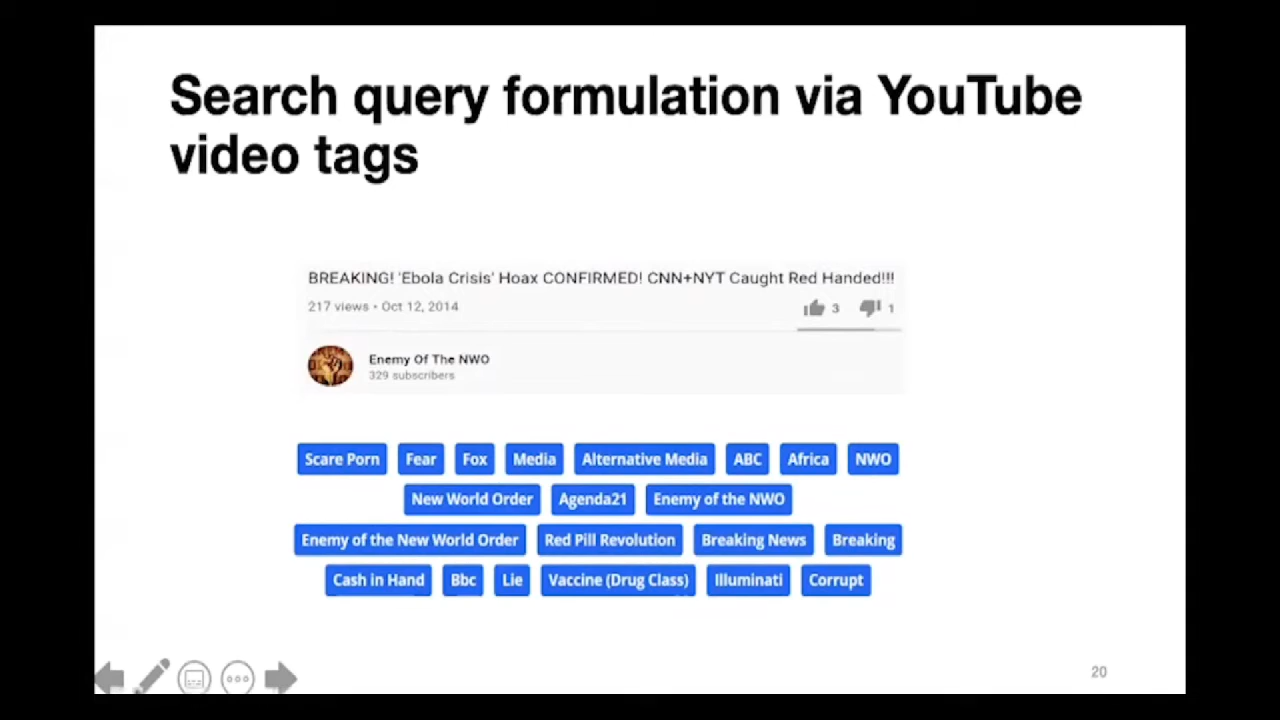 Search query formulation via YouTube
video tags
BREAKING! 'Ebola Crisis' Hoax CONFIRMED! CNN+NYT Caught Red Handed!!!
217 views • Oct 12, 2014 3 1
Enemy Of The NWO
329 subscribers
Scare Porn Fear Fox Media Alternative Media ABC Africa NWO
New World Order Agenda21 Enemy of the NWO
Enemy of the New World Order Red Pill Revolution Breaking News Breaking
Cash in Hand Bbc Lie Vaccine (Drug Class) Illuminati Corrupt
20